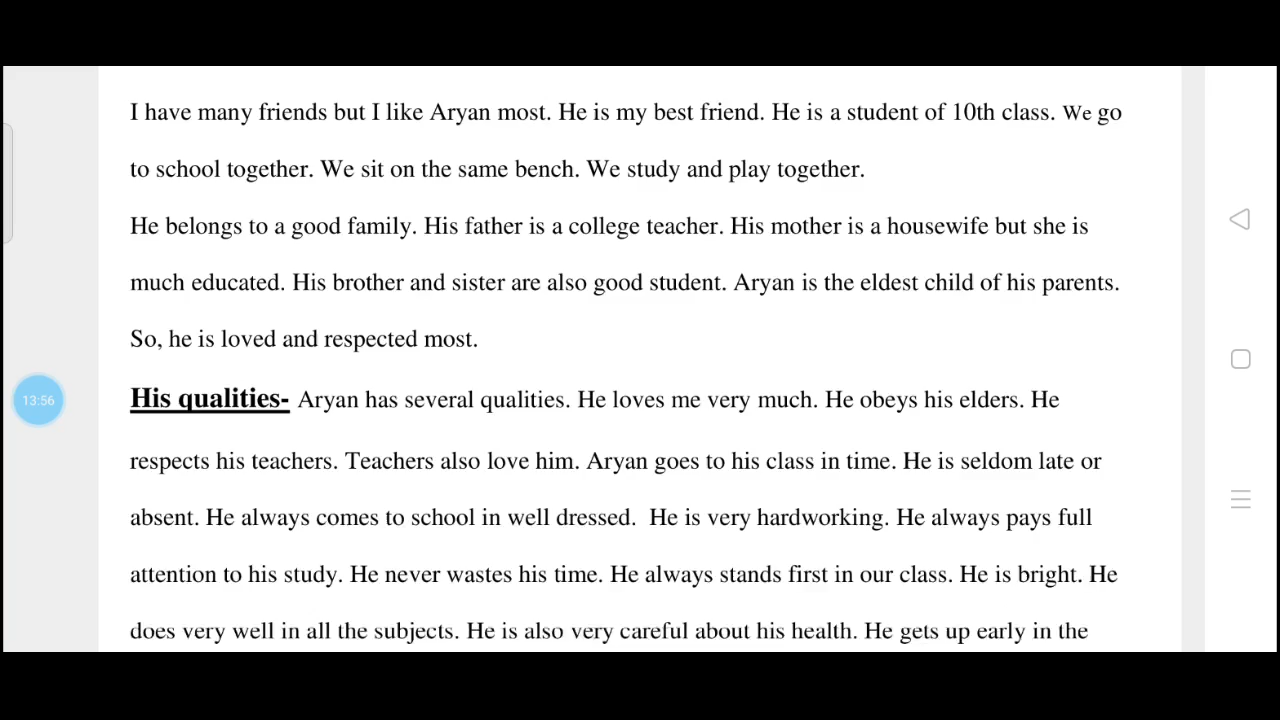 I have many friends but I like Aryan most. He is my best friend. He is a student of 10th class. We go
to school together. We sit on the same bench. We study and play together.
He belongs to a good family. His father is a college teacher. His mother is a housewife but she is
much educated. His brother and sister are also good student. Aryan is the eldest child of his parents.
So, he is loved and respected most.
His qualities- Aryan has several qualities. He loves me very much. He obeys his elders. He
13:56
respects his teachers. Teachers also love him. Aryan goes to his class in time. He is seldom late or
absent. He always comes to school in well dressed.  He is very hardworking. He always pays full
attention to his study. He never wastes his time. He always stands first in our class. He is bright. He
does very well in all the subjects. He is also very careful about his health. He gets up early in the